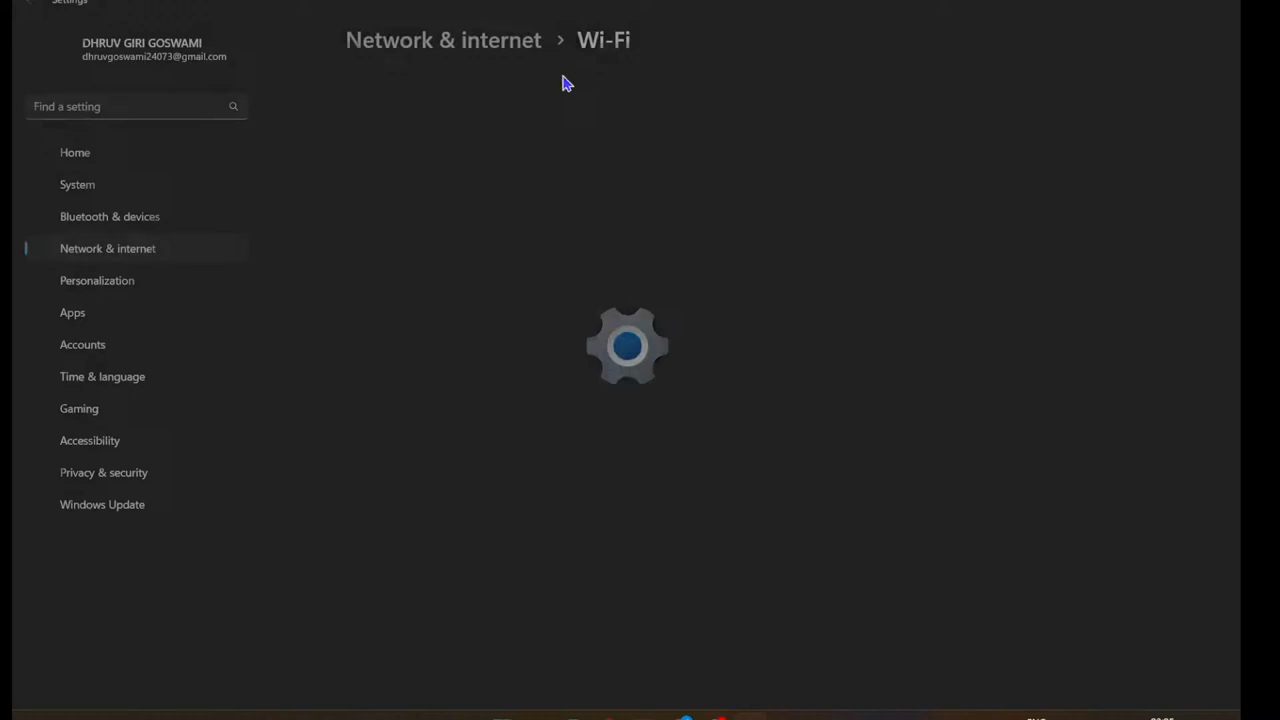 Settings
DHRUV GIRI GOSWAMI
dhruvgoswami24073@gmail.com
Network & internet > Wi-Fi
Find a setting
Home
System
Bluetooth & devices
Network & internet
Personalization
Apps
Accounts
Time & language
Gaming
Accessibility
Privacy & security
Windows Update